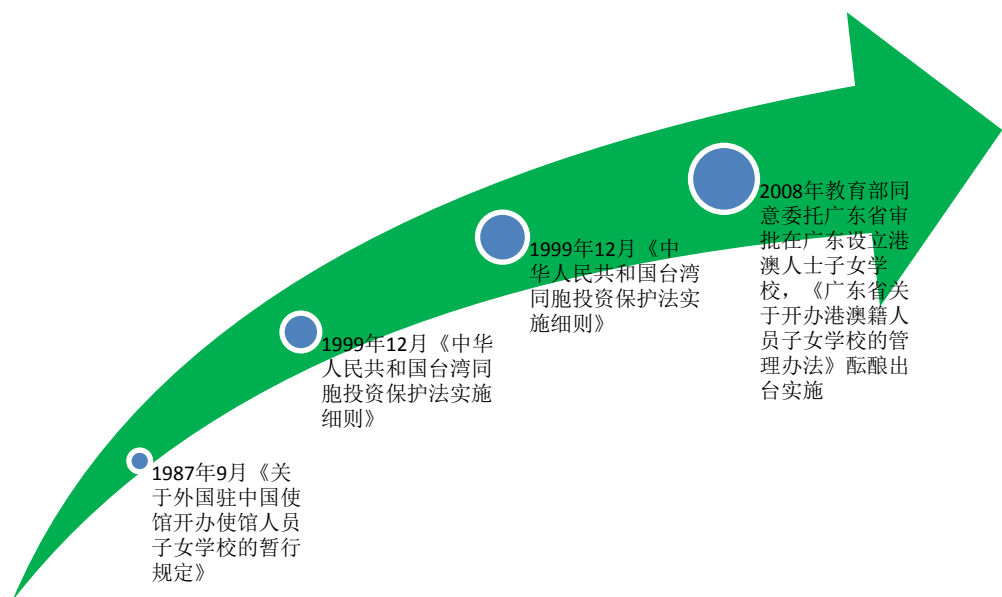 1987年9月《关
于外国驻中国使
馆开办使馆人员
子女学校的暂行
规定》
1999年12月《中华
人民共和国台湾同
胞投资保护法实施
细则》
1999年12月《中
华人民共和国台湾
同胞投资保护法实
施细则》
2008年教育部同
意委托广东省审
批在广东设立港
澳人士子女学
校，《广东省关
于开办港澳籍人
员子女学校的管
理办法》酝酿出
台实施